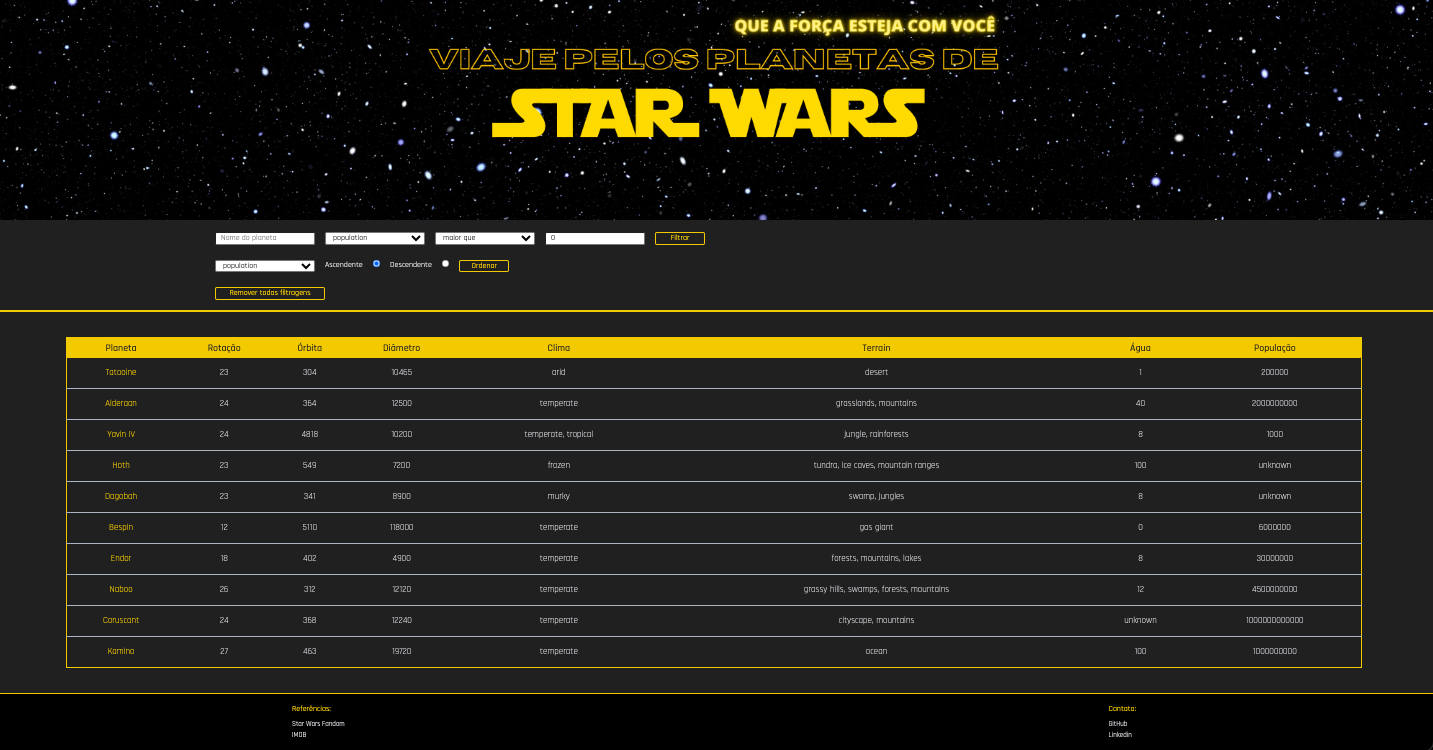 QUE A FORÇA ESTEJA COM VOCÊ
VIAJE PELOS PLANETAS DE
STAR WARS
Nome do planeta population maior que 0 Filtrar
population Ascendente Descendente Ordenar
Remover todas filtragens
Planeta Rotação Órbita Diâmetro Clima Terrain Água População
Tatooine 23 304 10465 arid desert 1 200000
Alderaan 24 364 12500 temperate grasslands, mountains 40 2000000000
Yavin IV 24 4818 10200 temperate, tropical jungle, rainforests 8 1000
Hoth 23 549 7200 frozen tundra, ice caves, mountain ranges 100 unknown
Dagobah 23 341 8900 murky swamp, jungles 8 unknown
Bespin 12 5110 118000 temperate gas giant 0 6000000
Endor 18 402 4900 temperate forests, mountains, lakes 8 30000000
Naboo 26 312 12120 temperate grassy hills, swamps, forests, mountains 12 4500000000
Coruscant 24 368 12240 temperate cityscape, mountains unknown 1000000000000
Kamino 27 463 19720 temperate ocean 100 1000000000
Referências: Contato:
Star Wars Fandom GitHub
IMDB Linkedin